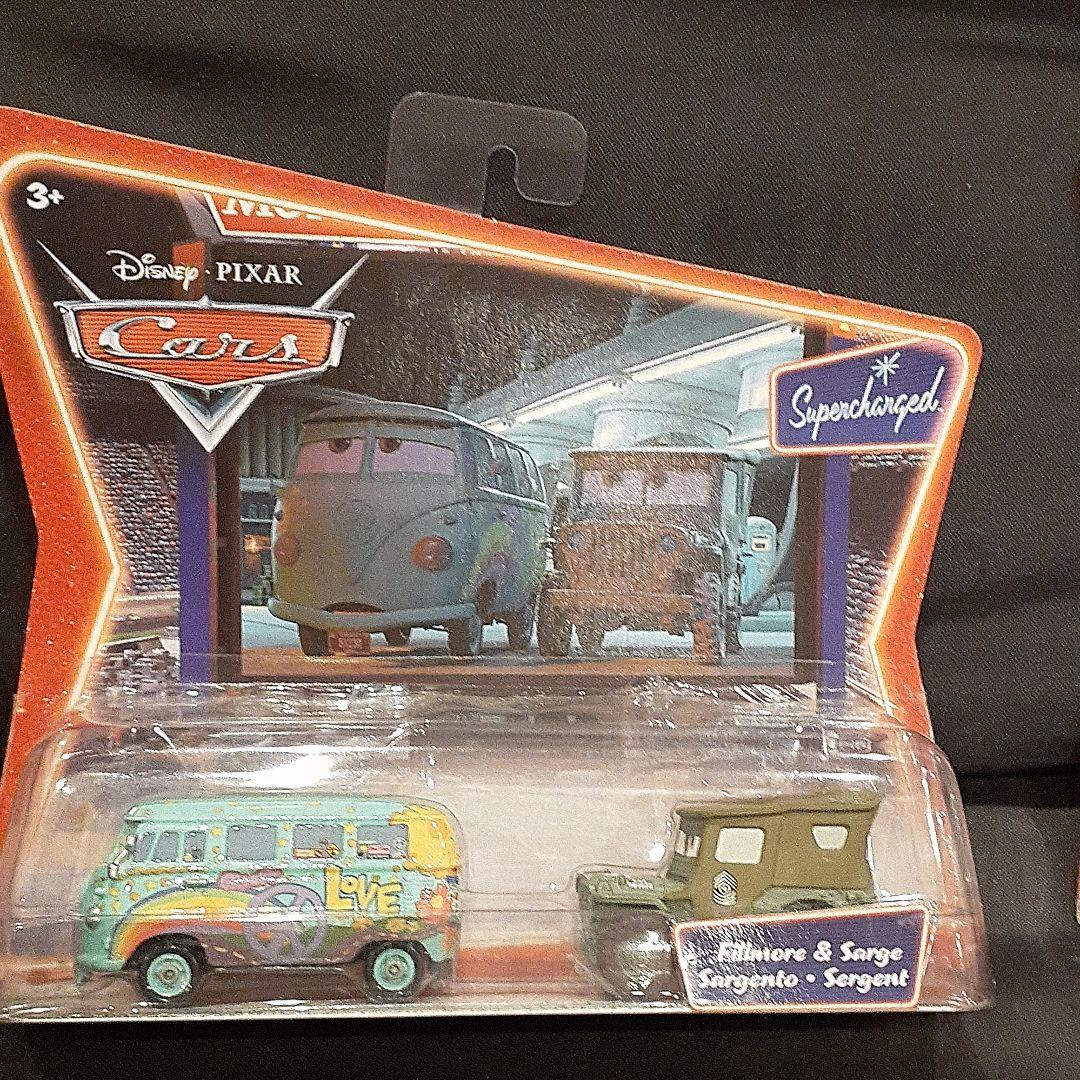 3+
DISNEY · PIXAR
Cars
Supercharged
LOVE
Fillmore & Sarge
Sargento • Sergent